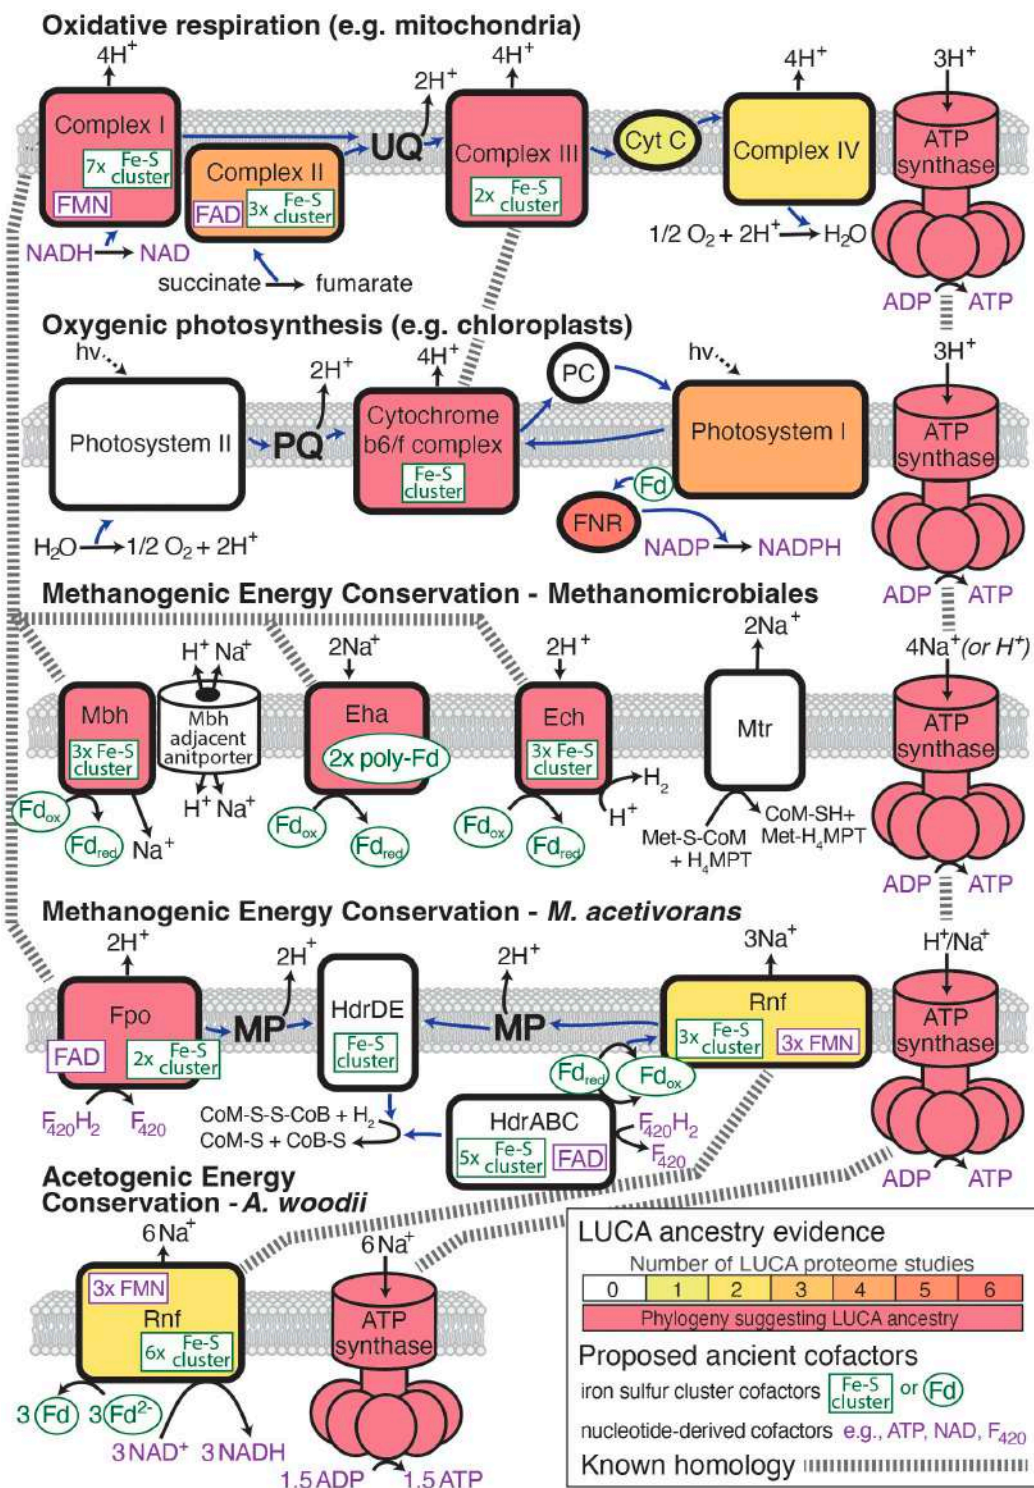 Oxidative respiration (e.g. mitochondria)
4H+
2H+
4H+
4H+
3H+
Complex I
7x Fe-S cluster
FMN
NADH
NAD
Complex II
FAD
3x Fe-S cluster
succinate
fumarate
UQ
Complex III
2x Fe-S cluster
Cyt C
Complex IV
1/2 O2 + 2H+
H2O
ATP
synthase
ADP
ATP
Oxygenic photosynthesis (e.g. chloroplasts)
hv
2H+
4H+
hv
3H+
Photosystem II
H2O
1/2 O2 + 2H+
PQ
Cytochrome
b6/f complex
Fe-S
cluster
PC
Photosystem I
Fd
FNR
NADP
NADPH
ATP
synthase
ADP
ATP
Methanogenic Energy Conservation - Methanomicrobiales
H+ Na+
2Na+
2H+
2Na+
4Na+ (or H+)
Mbh
3x Fe-S
cluster
Fdox
Fdred
Na+
Mbh
adjacent
anitporter
H+ Na+
Eha
2x poly-Fd
Fdox
Fdred
Ech
3x Fe-S
cluster
Fdox
Fdred
H2
H+
Mtr
Met-S-CoM
+ H4MPT
CoM-SH+
Met-H4MPT
ATP
synthase
ADP
ATP
Methanogenic Energy Conservation - M. acetivorans
2H+
2H+
2H+
3Na+
H+/Na+
Fpo
FAD
2x Fe-S cluster
F420H2
F420
MP
HdrDE
Fe-S
cluster
MP
Rnf
3x Fe-S cluster
3x FMN
Fdred
Fdox
CoM-S-S-CoB + H2
CoM-S + CoB-S
HdrABC
5x Fe-S cluster
FAD
F420H2
F420
ATP
synthase
ADP
ATP
Acetogenic Energy
Conservation - A. woodii
6Na+
6Na+
3x FMN
Rnf
6x Fe-S cluster
3 Fd
3 Fd2-
3 NAD+
3 NADH
ATP
synthase
1.5 ADP
1.5 ATP
LUCA ancestry evidence
Number of LUCA proteome studies
0 1 2 3 4 5 6
Phylogeny suggesting LUCA ancestry
Proposed ancient cofactors
iron sulfur cluster cofactors Fe-S cluster or Fd
nucleotide-derived cofactors e.g., ATP, NAD, F420
Known homology